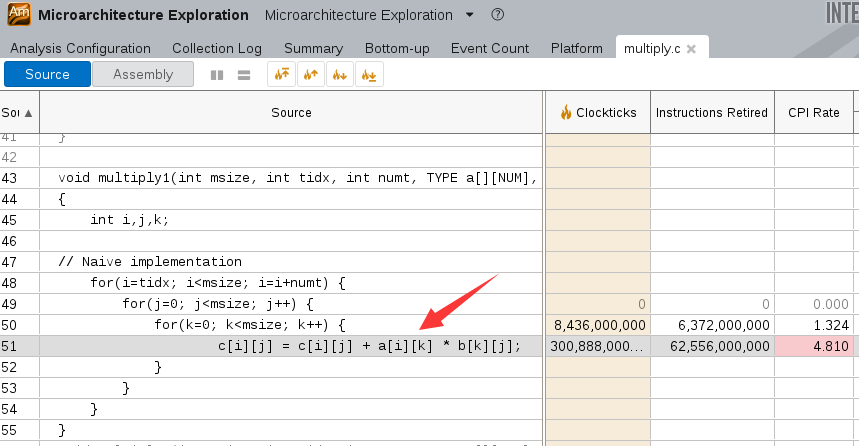 Am Microarchitecture Exploration Microarchitecture Exploration INTE
Analysis Configuration Collection Log Summary Bottom-up Event Count Platform multiply.c
Source Assembly
Sou Source Clockticks Instructions Retired CPI Rate
41 }
42
43 void multiply1(int msize, int tidx, int numt, TYPE a[][NUM],
44 {
45 int i,j,k;
46
47 // Naive implementation
48 for(i=tidx; i<msize; i=i+numt) {
49 for(j=0; j<msize; j++) { 0 0 0.000
50 for(k=0; k<msize; k++) { 8,436,000,000 6,372,000,000 1.324
51 c[i][j] = c[i][j] + a[i][k] * b[k][j]; 300,888,000... 62,556,000,000 4.810
52 }
53 }
54 }
55 }